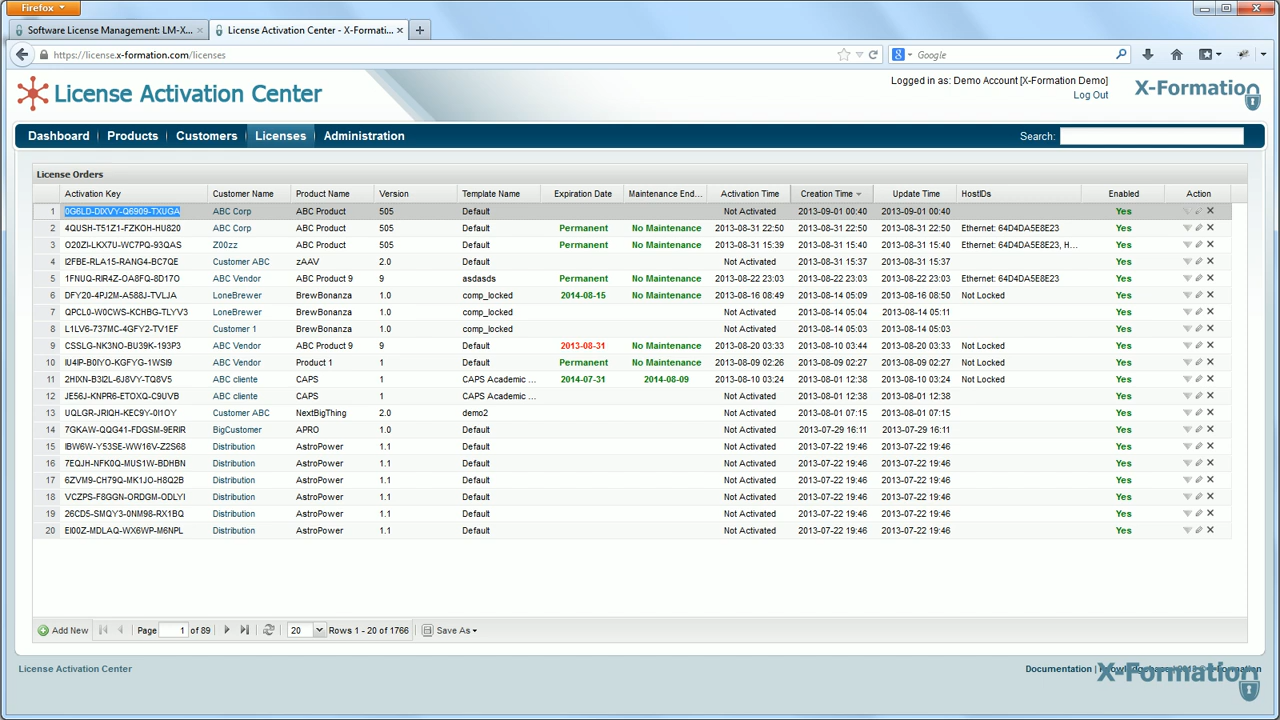 Firefox
Software License Management: LM-X...
License Activation Center - X-Formati...
https://license.x-formation.com/licenses
Google
License Activation Center
Logged in as: Demo Account [X-Formation Demo]
Log Out
X-Formation
Dashboard Products Customers Licenses Administration Search:
License Orders
Activation Key Customer Name Product Name Version Template Name Expiration Date Maintenance End... Activation Time Creation Time Update Time HostIDs Enabled Action
1 0G6LD-DIXVY-Q6909-TXUGA ABC Corp ABC Product 505 Default Not Activated 2013-09-01 00:40 2013-09-01 00:40 Yes
2 4QUSH-T51Z1-FZKOH-HU820 ABC Corp ABC Product 505 Default Permanent No Maintenance 2013-08-31 22:50 2013-08-31 22:50 2013-08-31 22:50 Ethernet: 64D4DA5E8E23 Yes
3 O20ZI-LKX7U-WC7PQ-93QAS Z00zz ABC Product 505 Default Permanent No Maintenance 2013-08-31 15:39 2013-08-31 15:40 2013-08-31 15:40 Ethernet: 64D4DA5E8E23, H... Yes
4 I2FBE-RLA15-RANG4-BC7QE Customer ABC zAAV 2.0 Default Not Activated 2013-08-31 15:37 2013-08-31 15:37 Yes
5 1FNUQ-RIR4Z-OA8FQ-8D17O ABC Vendor ABC Product 9 9 asdasds Permanent No Maintenance 2013-08-22 23:03 2013-08-22 23:03 2013-08-22 23:03 Ethernet: 64D4DA5E8E23 Yes
6 DFY20-4PJ2M-A588J-TVLJA LoneBrewer BrewBonanza 1.0 comp_locked 2014-08-15 No Maintenance 2013-08-16 08:49 2013-08-14 05:09 2013-08-16 08:50 Not Locked Yes
7 QPCL0-W0CWS-KCHBG-TLYV3 LoneBrewer BrewBonanza 1.0 comp_locked Not Activated 2013-08-14 05:04 2013-08-14 05:11 Yes
8 L1LV6-737MC-4GFY2-TV1EF Customer 1 BrewBonanza 1.0 comp_locked Not Activated 2013-08-14 05:03 2013-08-14 05:03 Yes
9 CSSLG-NK3NO-BU39K-193P3 ABC Vendor ABC Product 9 9 Default 2013-08-31 No Maintenance 2013-08-20 03:33 2013-08-10 03:44 2013-08-20 03:33 Not Locked Yes
10 IU4IP-B0IYO-KGFYG-1WSI9 ABC Vendor Product 1 1 Default Permanent No Maintenance 2013-08-09 02:26 2013-08-09 02:27 2013-08-09 02:27 Not Locked Yes
11 2HIXN-B3I2L-6J8VY-TQ8V5 ABC cliente CAPS 1 CAPS Academic ... 2014-07-31 2014-08-09 2013-08-10 03:24 2013-08-01 12:38 2013-08-10 03:24 Not Locked Yes
12 JE56J-KNPR6-ETOXQ-C9UVB ABC cliente CAPS 1 CAPS Academic ... Not Activated 2013-08-01 12:38 2013-08-01 12:38 Yes
13 UQLGR-JRIQH-KEC9Y-0I1OY Customer ABC NextBigThing 2.0 demo2 Not Activated 2013-08-01 07:15 2013-08-01 07:15 Yes
14 7GKAW-QQG41-FDGSM-9ERIR BigCustomer APRO 1.0 Default Not Activated 2013-07-29 16:11 2013-07-29 16:11 Yes
15 IBW6W-Y53SE-WW16V-Z2S68 Distribution AstroPower 1.1 Default Not Activated 2013-07-22 19:46 2013-07-22 19:46 Yes
16 7EQJH-NFK0Q-MUS1W-BDHBN Distribution AstroPower 1.1 Default Not Activated 2013-07-22 19:46 2013-07-22 19:46 Yes
17 6ZVM9-CH79Q-MK1JO-H8Q2B Distribution AstroPower 1.1 Default Not Activated 2013-07-22 19:46 2013-07-22 19:46 Yes
18 VCZPS-F8GGN-ORDGM-ODLYI Distribution AstroPower 1.1 Default Not Activated 2013-07-22 19:46 2013-07-22 19:46 Yes
19 26CD5-SMQY3-0NM98-RX1BQ Distribution AstroPower 1.1 Default Not Activated 2013-07-22 19:46 2013-07-22 19:46 Yes
20 EI00Z-MDLAQ-WX6WP-M6NPL Distribution AstroPower 1.1 Default Not Activated 2013-07-22 19:46 2013-07-22 19:46 Yes
Add New Page 1 of 89 20 Rows 1 - 20 of 1766 Save As
License Activation Center
Documentation |
X-Formation